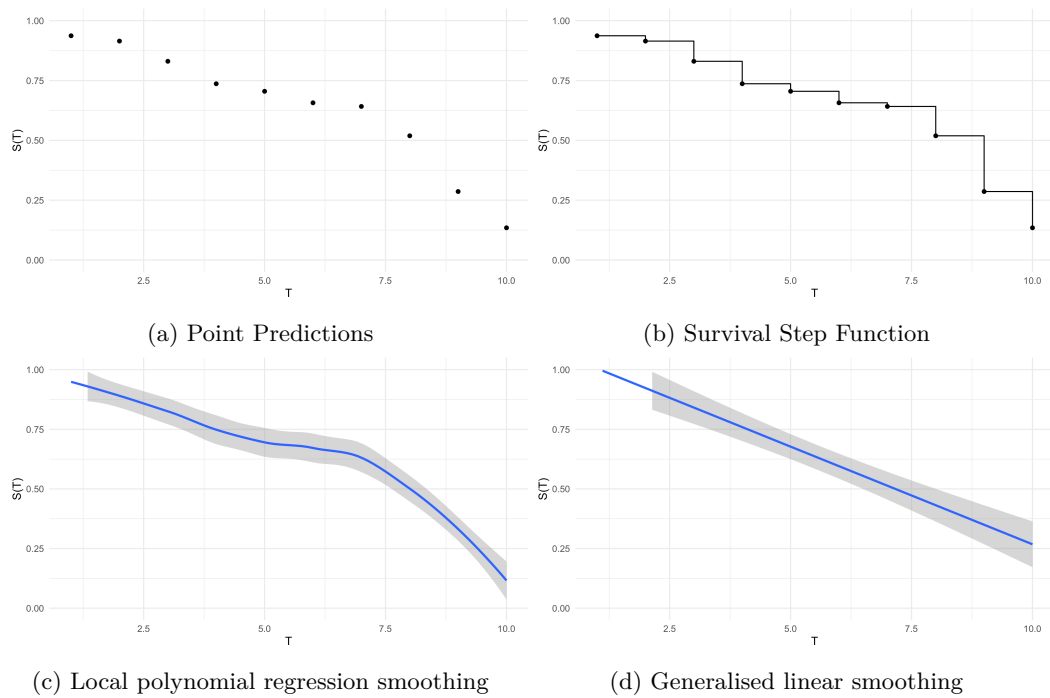 1.00
0.75
0.50
0.25
0.00
S(T)
2.5 5.0 7.5 10.0
T
(a) Point Predictions
1.00
0.75
0.50
0.25
0.00
S(T)
2.5 5.0 7.5 10.0
T
(b) Survival Step Function
1.00
0.75
0.50
0.25
0.00
S(T)
2.5 5.0 7.5 10.0
T
(c) Local polynomial regression smoothing
1.00
0.75
0.50
0.25
0.00
S(T)
2.5 5.0 7.5 10.0
T
(d) Generalised linear smoothing